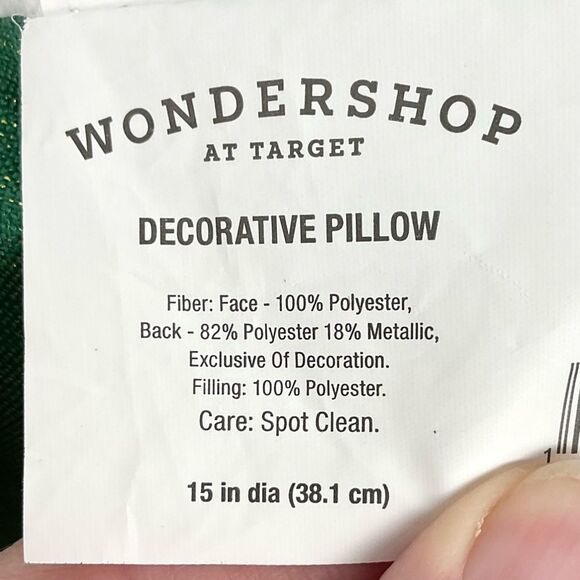 WONDERSHOP
AT TARGET
DECORATIVE PILLOW
Fiber: Face - 100% Polyester,
Back - 82% Polyester 18% Metallic,
Exclusive Of Decoration.
Filling: 100% Polyester.
Care: Spot Clean.
15 in dia (38.1 cm)
1